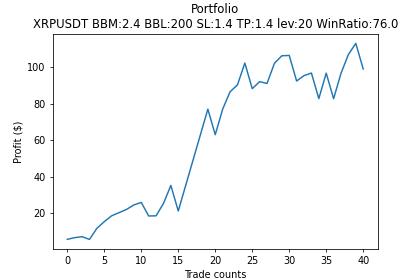 Portfolio
XRPUSDT BBM:2.4 BBL:200 SL:1.4 TP:1.4 lev:20 WinRatio:76.0
100
80
60
40
20
Profit ($)
0 5 10 15 20 25 30 35 40
Trade counts